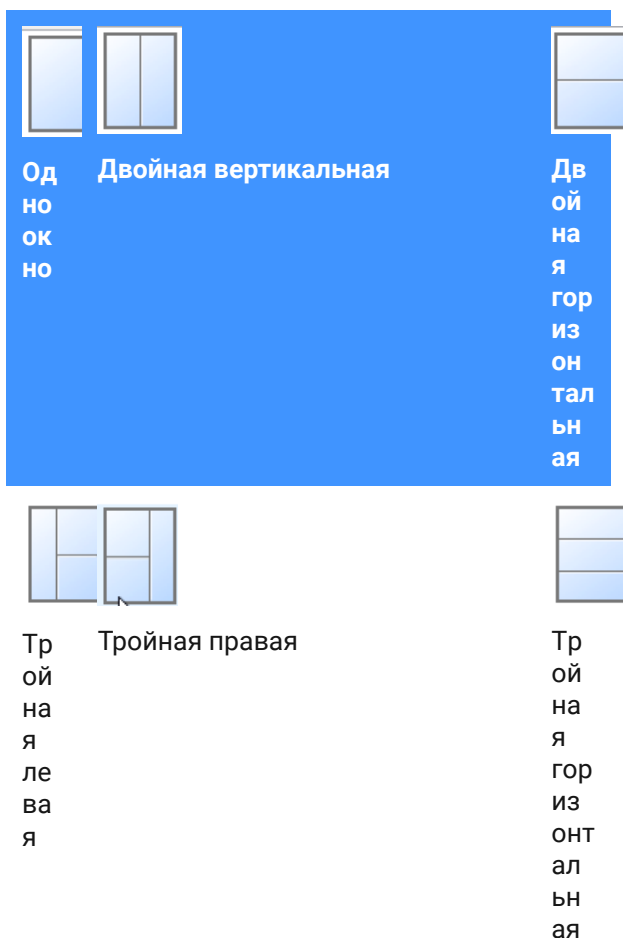 Од
но
ок
но
Двойная вертикальная
Дв
ой
на
я
гор
из
он
тал
ьн
ая
Тр
ой
на
я
ле
ва
я
Тройная правая
Тр
ой
на
я
гор
из
онт
ал
ьн
ая